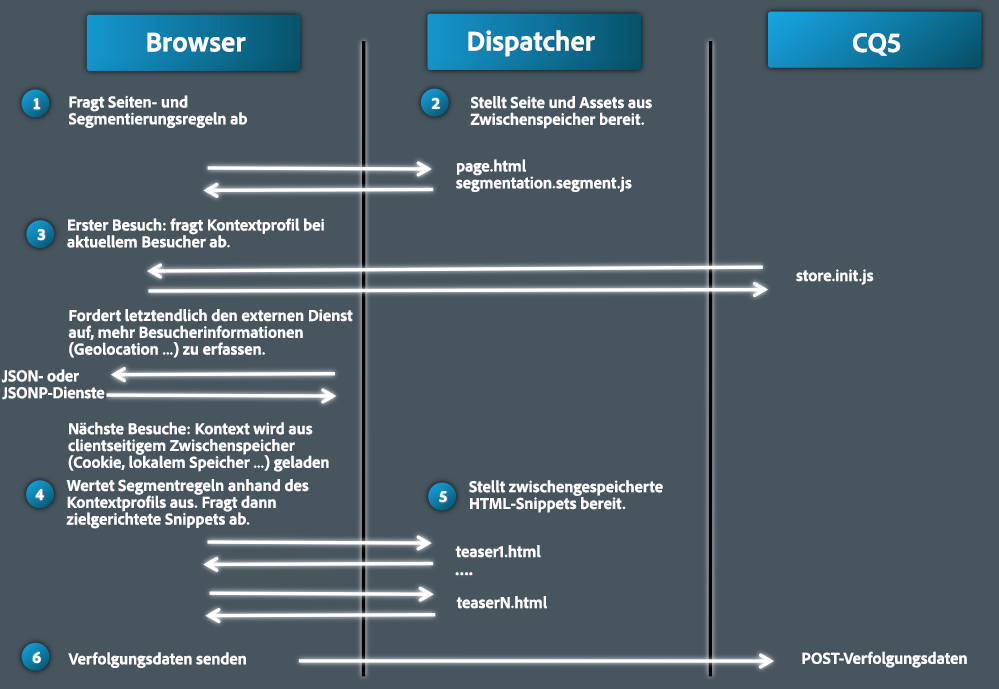 Browser
Dispatcher
CQ5
1
Fragt Seiten- und
Segmentierungsregeln ab
2
Stellt Seite und Assets aus
Zwischenspeicher bereit.
page.html
segmentation.segment.js
3
Erster Besuch: fragt Kontextprofil bei
aktuellem Besucher ab.
store.init.js
Fordert letztendlich den externen Dienst
auf, mehr Besucherinformationen
(Geolocation ...) zu erfassen.
JSON- oder
JSONP-Dienste
Nächste Besuche: Kontext wird aus
clientseitigem Zwischenspeicher
(Cookie, lokalem Speicher ...) geladen
4
Wertet Segmentregeln anhand des
Kontextprofils aus. Fragt dann
zielgerichtete Snippets ab.
5
Stellt zwischengespeicherte
HTML-Snippets bereit.
teaser1.html
....
teaserN.html
6
Verfolgungsdaten senden
POST-Verfolgungsdaten